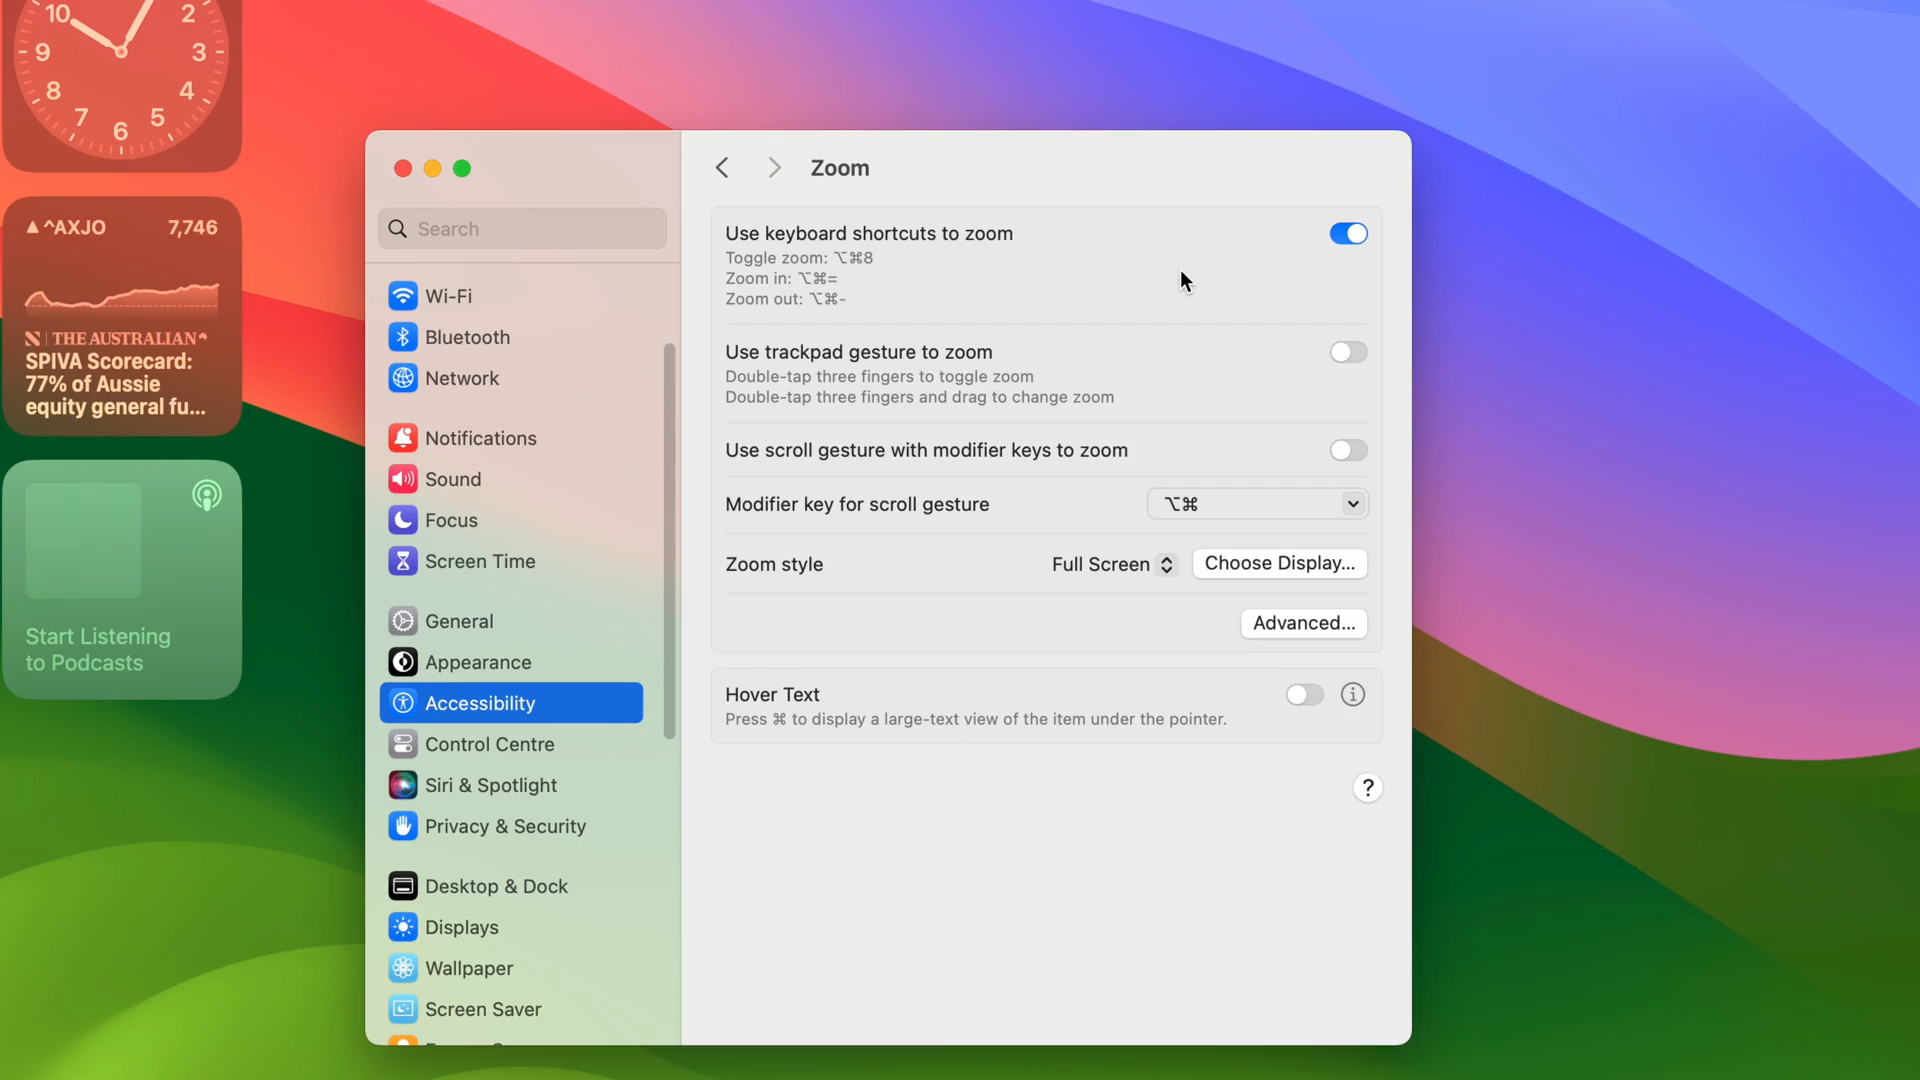 10
2
9
3
8
4
7
5
6
▲ ^AXJO 7,746
THE AUSTRALIAN
SPIVA Scorecard:
77% of Aussie
equity general fu...
Start Listening
to Podcasts
Search
Wi-Fi
Bluetooth
Network
Notifications
Sound
Focus
Screen Time
General
Appearance
Accessibility
Control Centre
Siri & Spotlight
Privacy & Security
Desktop & Dock
Displays
Wallpaper
Screen Saver
Zoom
Use keyboard shortcuts to zoom
Toggle zoom: ⌥⌘8
Zoom in: ⌥⌘=
Zoom out: ⌥⌘-
Use trackpad gesture to zoom
Double-tap three fingers to toggle zoom
Double-tap three fingers and drag to change zoom
Use scroll gesture with modifier keys to zoom
Modifier key for scroll gesture ⌥⌘
Zoom style Full Screen Choose Display...
Advanced...
Hover Text
Press ⌘ to display a large-text view of the item under the pointer.
?